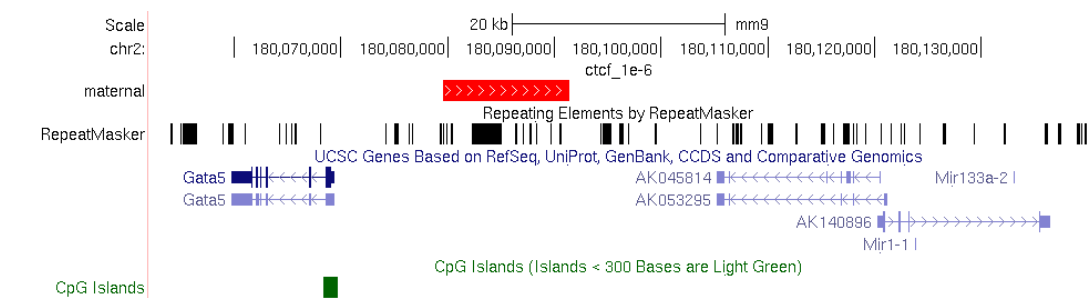 Scale 20 kb mm9
chr2: 180,070,000 180,080,000 180,090,000 180,100,000 180,110,000 180,120,000 180,130,000
ctcf_1e-6
maternal
Repeating Elements by RepeatMasker
RepeatMasker
UCSC Genes Based on RefSeq, UniProt, GenBank, CCDS and Comparative Genomics
Gata5 AK045814 Mir133a-2
Gata5 AK053295
AK140896
Mir1-1
CpG Islands (Islands < 300 Bases are Light Green)
CpG Islands